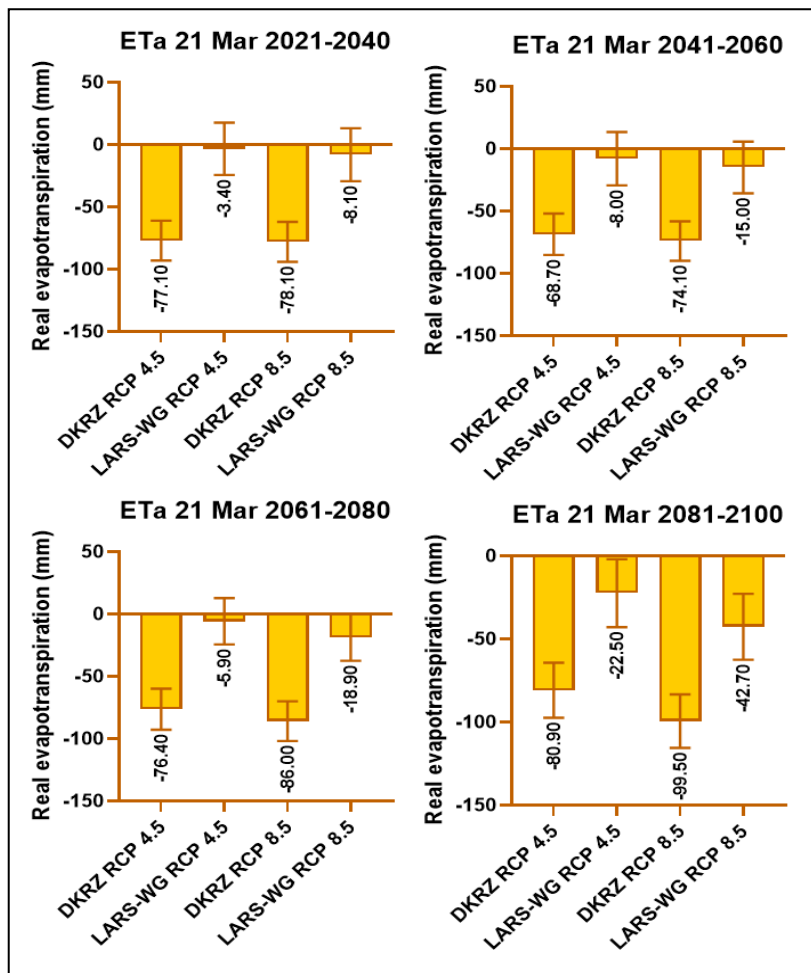 ETa 21 Mar 2021-2040
Real evapotranspiration (mm)
50
0
-50
-100
-150
-77.10
-3.40
-78.10
-8.10
DKRZ RCP 4.5
LARS-WG RCP 4.5
DKRZ RCP 8.5
LARS-WG RCP 8.5
ETa 21 Mar 2041-2060
Real evapotranspiration (mm)
50
0
-50
-100
-150
-68.70
-8.00
-74.10
-15.00
DKRZ RCP 4.5
LARS-WG RCP 4.5
DKRZ RCP 8.5
LARS-WG RCP 8.5
ETa 21 Mar 2061-2080
Real evapotranspiration (mm)
50
0
-50
-100
-150
-76.40
-5.90
-86.00
-18.90
DKRZ RCP 4.5
LARS-WG RCP 4.5
DKRZ RCP 8.5
LARS-WG RCP 8.5
ETa 21 Mar 2081-2100
Real evapotranspiration (mm)
0
-50
-100
-150
-80.90
-22.50
-99.50
-42.70
DKRZ RCP 4.5
LARS-WG RCP 4.5
DKRZ RCP 8.5
LARS-WG RCP 8.5